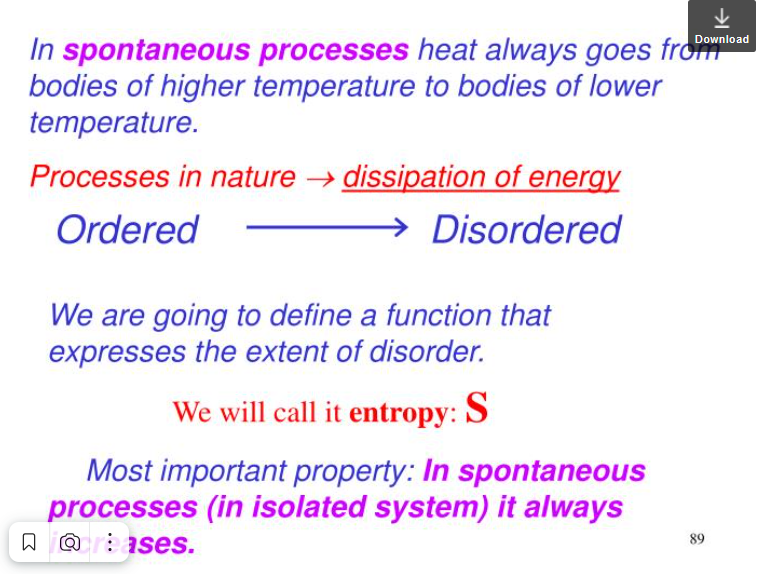 Download
In spontaneous processes heat always goes from
bodies of higher temperature to bodies of lower
temperature.
Processes in nature → dissipation of energy
Ordered → Disordered
We are going to define a function that
expresses the extent of disorder.
We will call it entropy: S
Most important property: In spontaneous
processes (in isolated system) it always
increases.
89